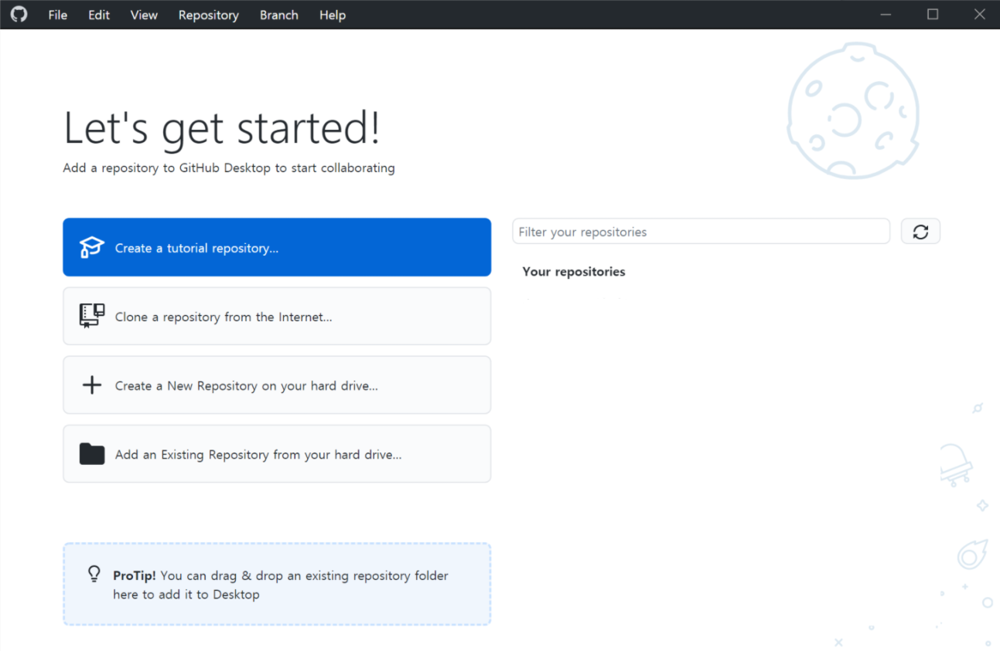 File Edit View Repository Branch Help
Let's get started!
Add a repository to GitHub Desktop to start collaborating
Create a tutorial repository...
Clone a repository from the Internet...
Create a New Repository on your hard drive...
Add an Existing Repository from your hard drive...
ProTip! You can drag & drop an existing repository folder
here to add it to Desktop
Filter your repositories
Your repositories